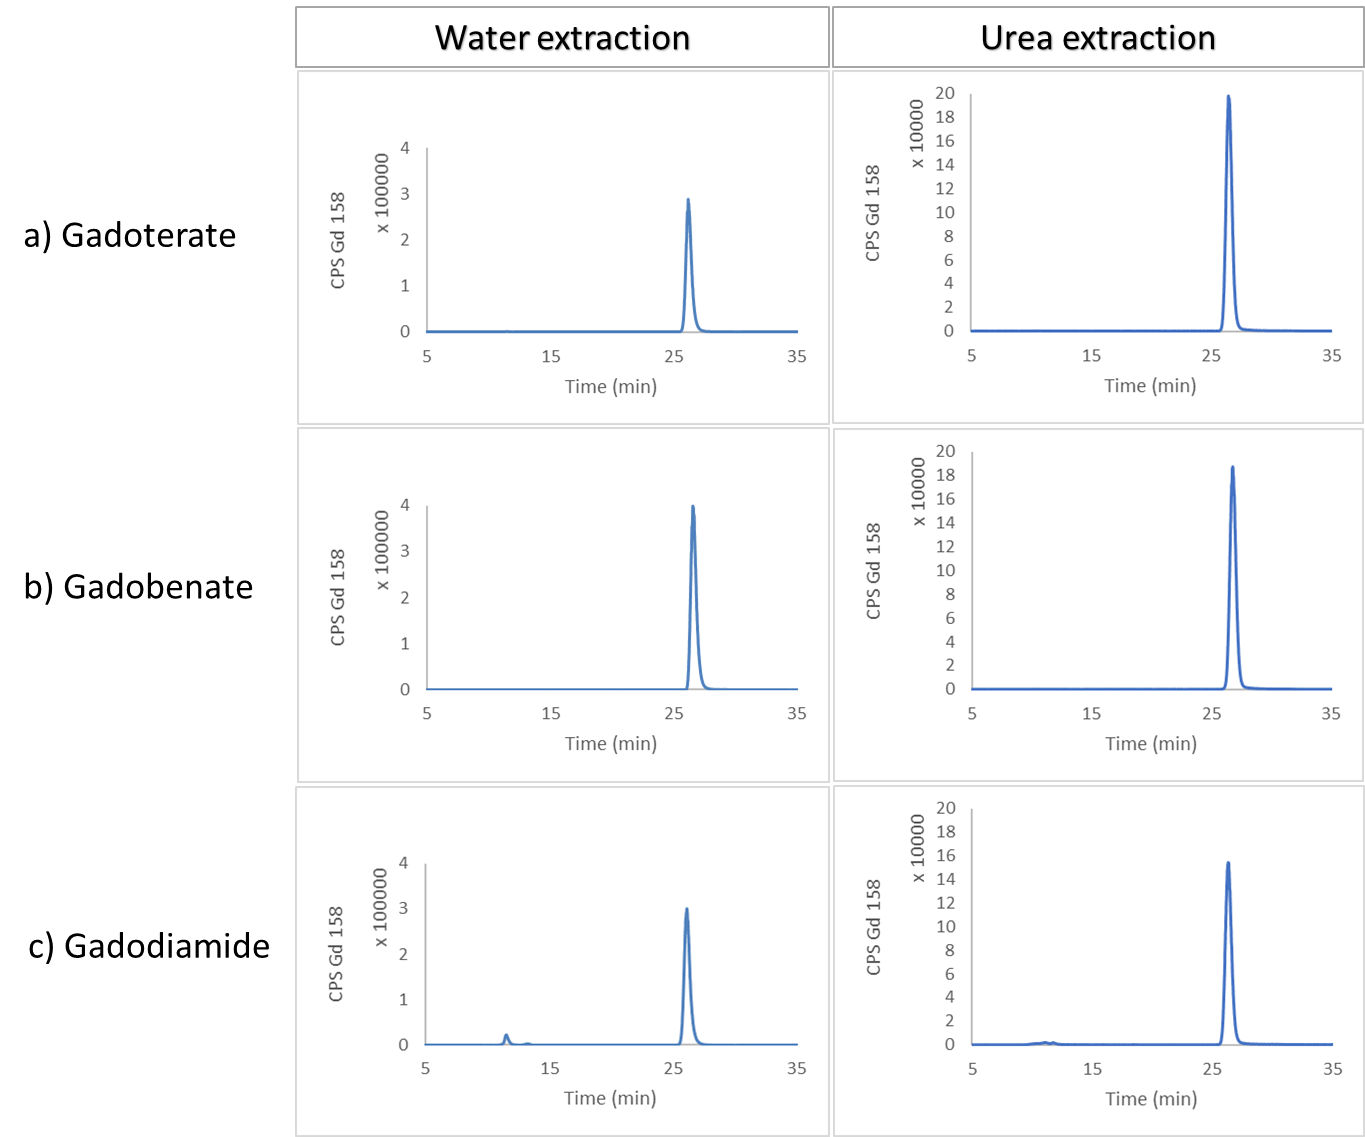 Water extraction
Urea extraction
a) Gadoterate
CPS Gd 158
x 100000
4
3
2
1
0
5 15 25 35
Time (min)
CPS Gd 158
x 10000
20
18
16
14
12
10
8
6
4
2
0
5 15 25 35
Time (min)
b) Gadobenate
CPS Gd 158
x 100000
4
3
2
1
0
5 15 25 35
Time (min)
CPS Gd 158
x 10000
20
18
16
14
12
10
8
6
4
2
0
5 15 25 35
Time (min)
c) Gadodiamide
CPS Gd 158
x 100000
4
3
2
1
0
5 15 25 35
Time (min)
CPS Gd 158
x 10000
20
18
16
14
12
10
8
6
4
2
0
5 15 25 35
Time (min)